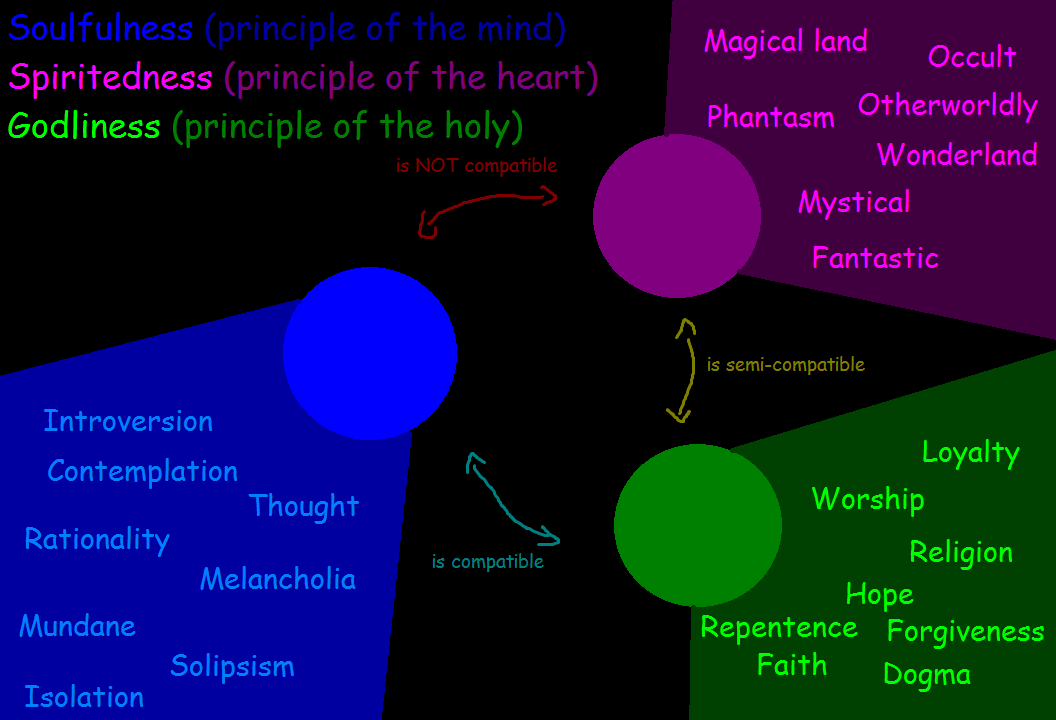 Soulfulness (principle of the mind)
Spiritedness (principle of the heart)
Godliness (principle of the holy)
is NOT compatible
Magical land
Occult
Phantasm
Otherworldly
Wonderland
Mystical
Fantastic
is semi-compatible
Introversion
Contemplation
Thought
Rationality
Melancholia
Mundane
Solipsism
Isolation
is compatible
Loyalty
Worship
Religion
Hope
Repentence
Forgiveness
Faith
Dogma